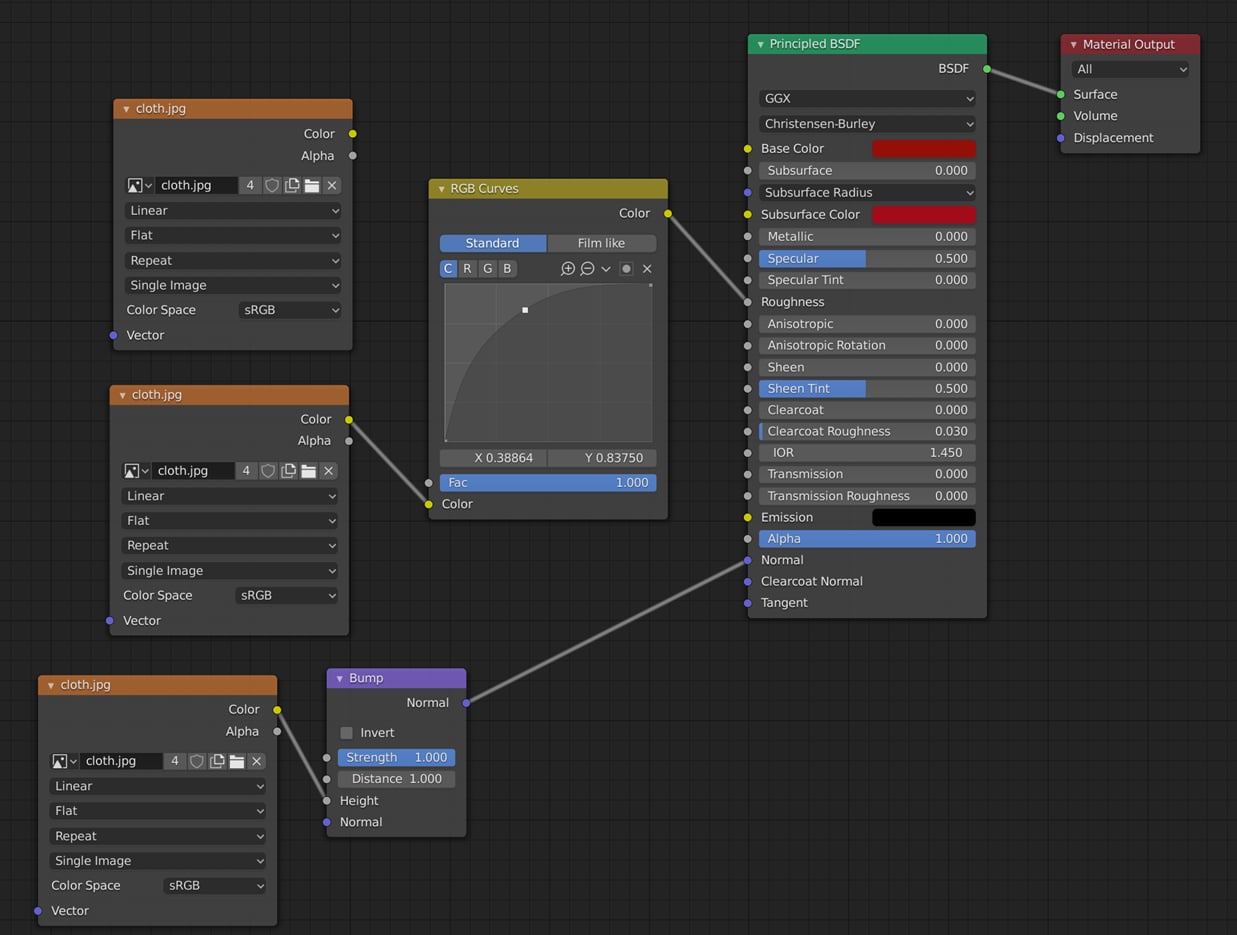 cloth.jpg
Color
Alpha
cloth.jpg 4
Linear
Flat
Repeat
Single Image
Color Space sRGB
Vector
cloth.jpg
Color
Alpha
cloth.jpg 4
Linear
Flat
Repeat
Single Image
Color Space sRGB
Vector
cloth.jpg
Color
Alpha
cloth.jpg 4
Linear
Flat
Repeat
Single Image
Color Space sRGB
Vector
RGB Curves
Color
Standard Film like
C R G B
X 0.38864 Y 0.83750
Fac 1.000
Color
Bump
Normal
Invert
Strength 1.000
Distance 1.000
Height
Normal
Principled BSDF
BSDF
GGX
Christensen-Burley
Base Color
Subsurface 0.000
Subsurface Radius
Subsurface Color
Metallic 0.000
Specular 0.500
Specular Tint 0.000
Roughness
Anisotropic 0.000
Anisotropic Rotation 0.000
Sheen 0.000
Sheen Tint 0.500
Clearcoat 0.000
Clearcoat Roughness 0.030
IOR 1.450
Transmission 0.000
Transmission Roughness 0.000
Emission
Alpha 1.000
Normal
Clearcoat Normal
Tangent
Material Output
All
Surface
Volume
Displacement